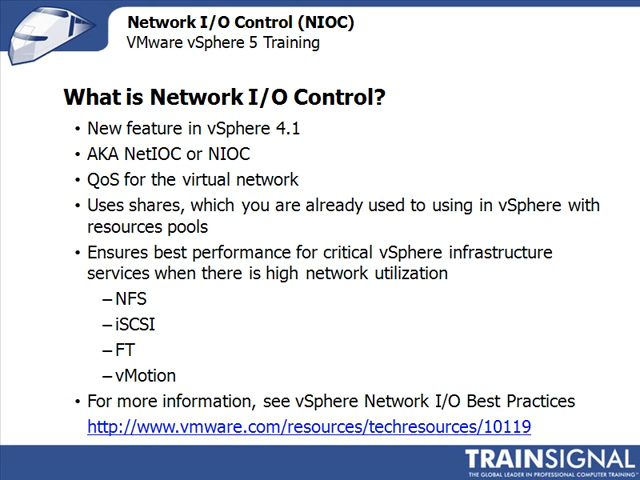 Network I/O Control (NIOC)
VMware vSphere 5 Training
What is Network I/O Control?
• New feature in vSphere 4.1
• AKA NetIOC or NIOC
• QoS for the virtual network
• Uses shares, which you are already used to using in vSphere with
resources pools
• Ensures best performance for critical vSphere infrastructure
services when there is high network utilization
– NFS
– iSCSI
– FT
– vMotion
• For more information, see vSphere Network I/O Best Practices
http://www.vmware.com/resources/techresources/10119
TRAINSIGNAL
THE GLOBAL LEADER IN PROFESSIONAL COMPUTER TRAINING